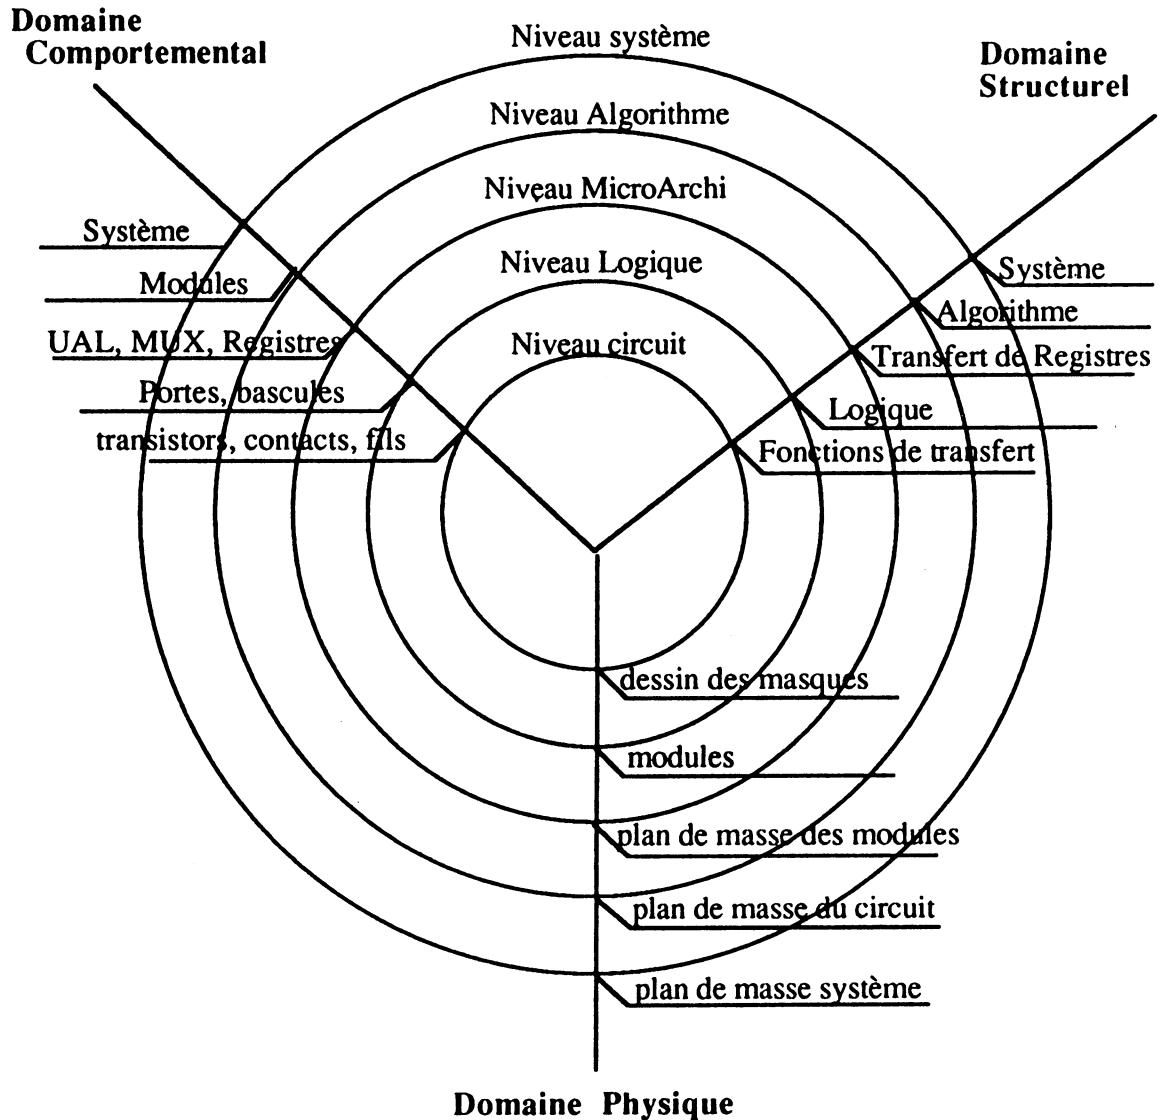 Domaine
Comportemental
Niveau système
Domaine
Structurel
Niveau Algorithme
Niveau MicroArchi
Niveau Logique
Niveau circuit
Système
Modules
UAL, MUX, Registres
Portes, bascules
transistors, contacts, fils
Système
Algorithme
Transfert de Registres
Logique
Fonctions de transfert
dessin des masques
modules
plan de masse des modules
plan de masse du circuit
plan de masse système
Domaine Physique